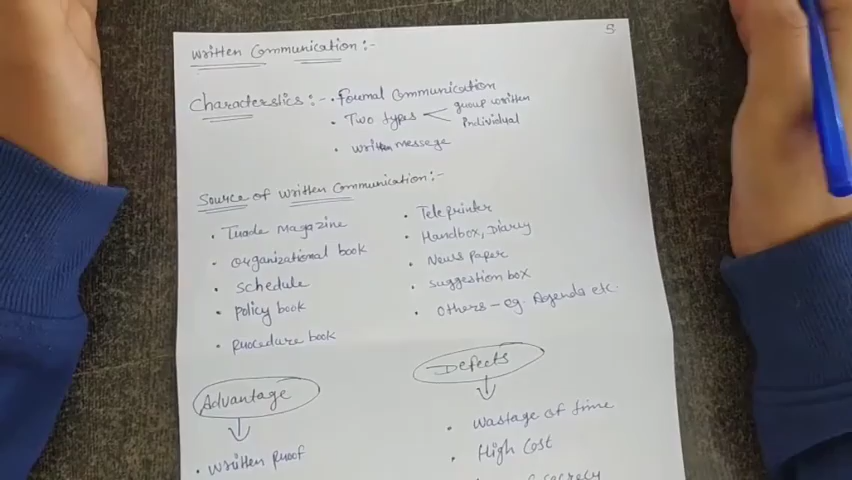 5
Written Communication :-
Characterstics :- • Formal Communication
• Two types group written
Individual
• written messege
Source of written Communication :-
• Trade Magazine
• Organizational book
• schedule
• policy book
• procedure book
• Teleprinter
• Handbox, Diary
• News Paper
• suggestion box
• Others – eg. Agenda etc.
Advantage
• written proof
Defects
• wastage of time
• High Cost
secrecy